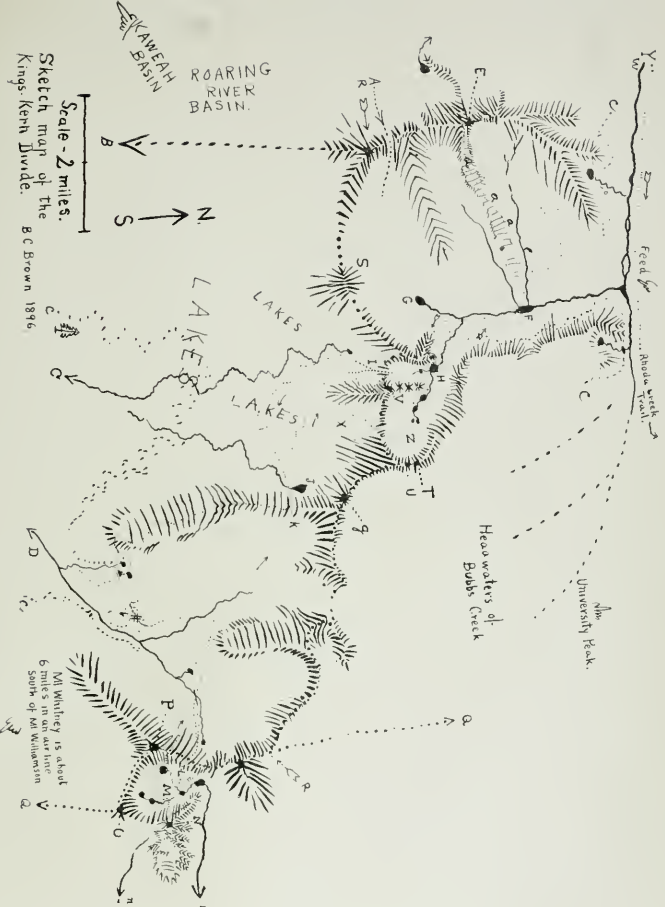 KAWEAH
BASIN
ROARING
RIVER
BASIN.
Scale - 2 miles.
Sketch map of the
Kings-Kern Divide.
B C Brown 1896
N.
S
B
R
A
E
Y
W
C
a
a
a
Feed
Trail.
S
G
F
LAKES
LAKES
LAKES
C
C
I
H
V
X
Z
T
U
J
K
g
C
Headwaters of
Bubbs Creek
University Peak.
D
C
P
M
N
U
Q
Q
R
Mt Whitney is about
6 miles in an air line
south of Mt Williamson